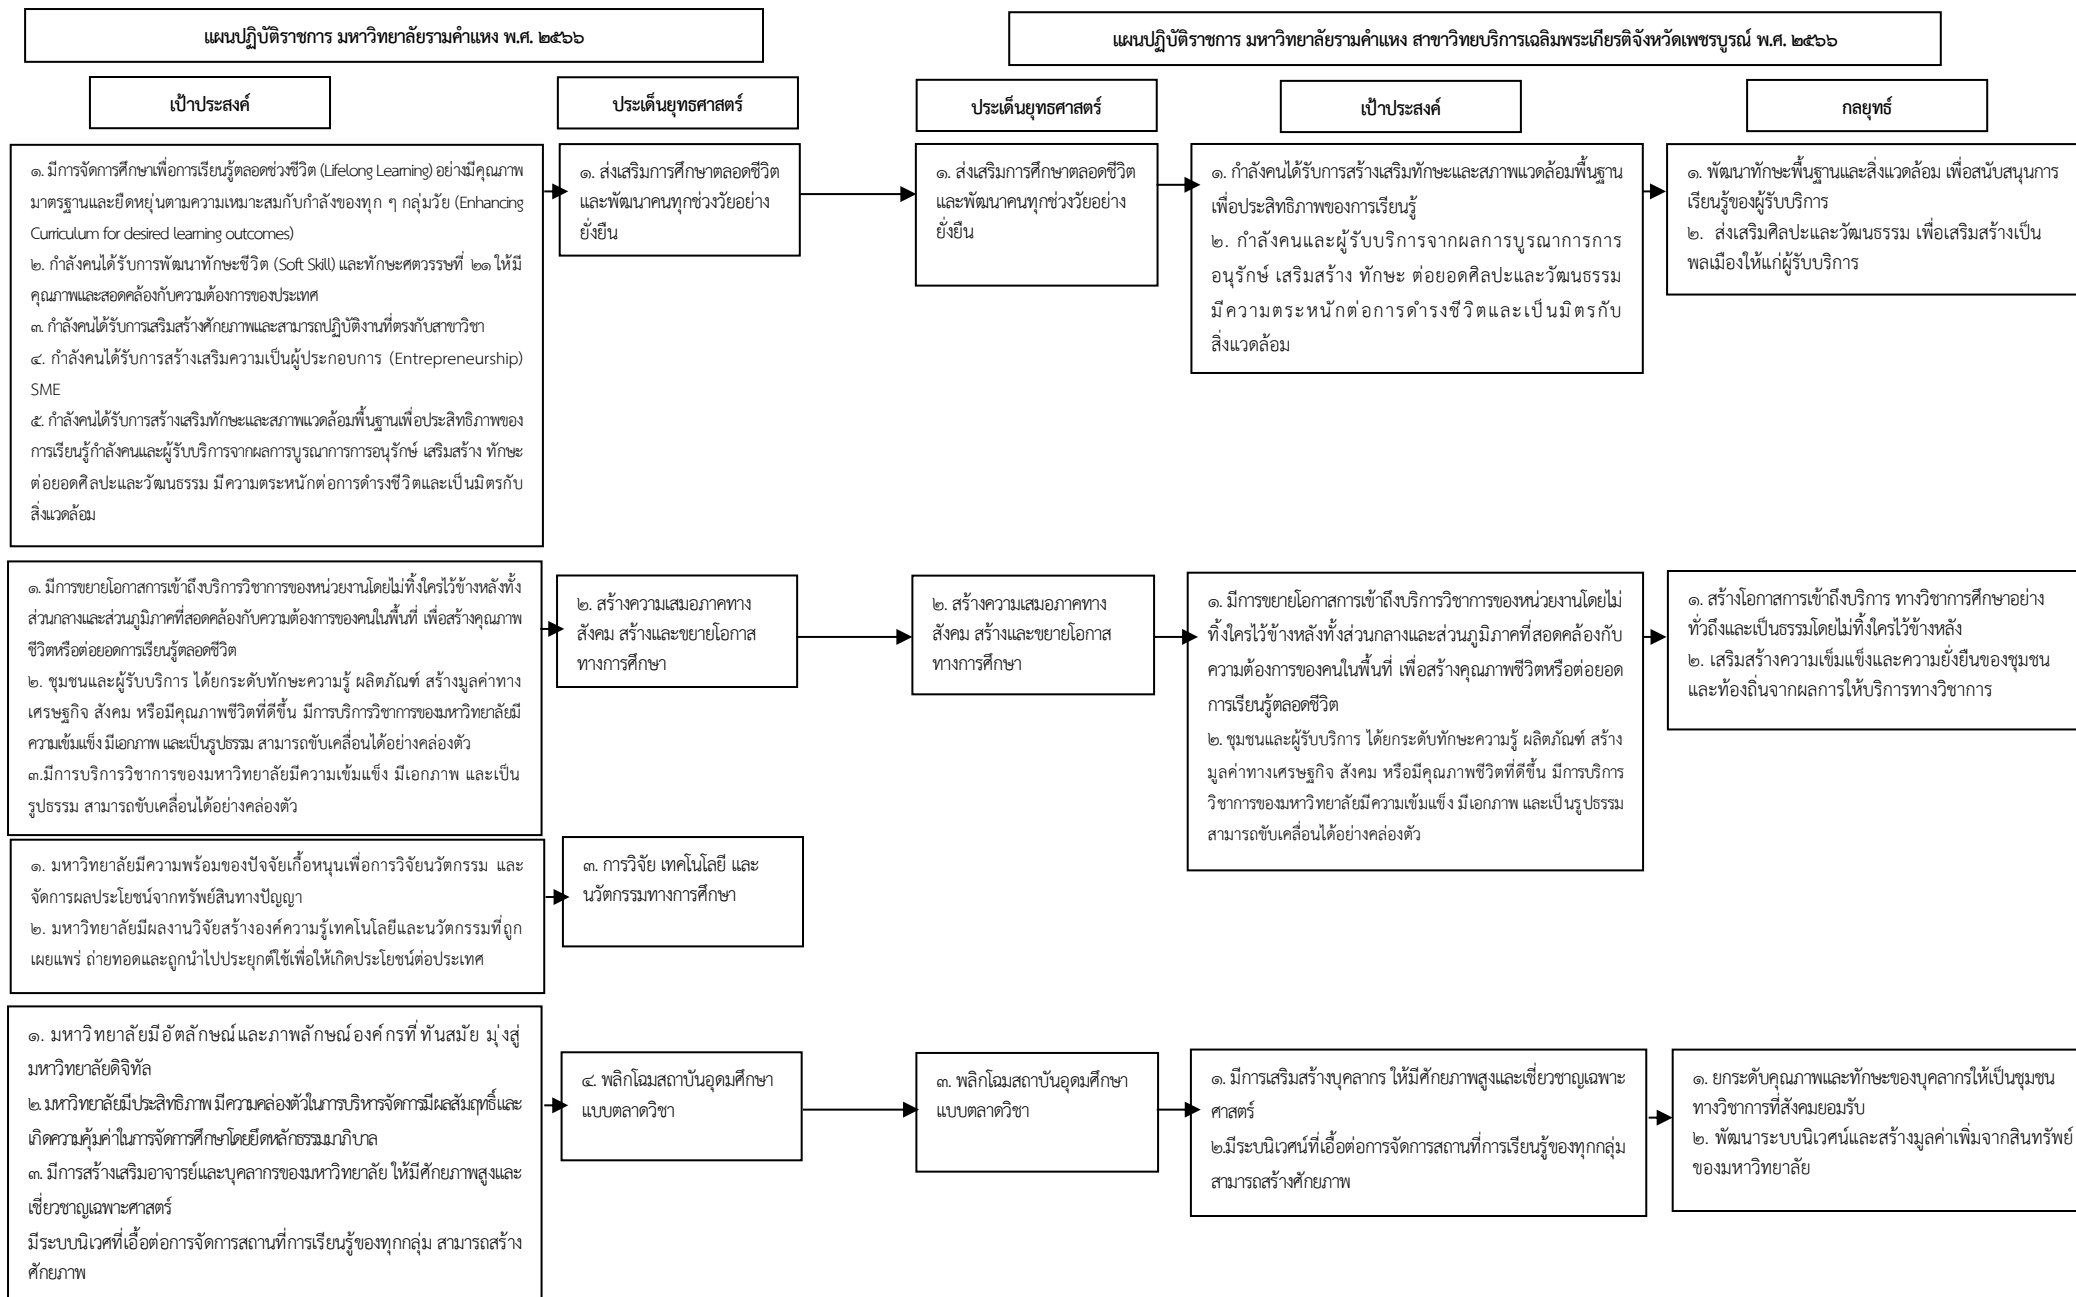 แผนปฏิบัติราชการ มหาวิทยาลัยรามคำแหง พ.ศ. ๒๕๖๖
แผนปฏิบัติราชการ มหาวิทยาลัยรามคำแหง สาขาวิทยบริการเฉลิมพระเกียรติจังหวัดเพชรบูรณ์ พ.ศ. ๒๕๖๖
เป้าประสงค์
ประเด็นยุทธศาสตร์
ประเด็นยุทธศาสตร์
เป้าประสงค์
กลยุทธ์
๑. มีการจัดการศึกษาเพื่อการเรียนรู้ตลอดช่วงชีวิต (Lifelong Learning) อย่างมีคุณภาพ
มาตรฐานและยืดหยุ่นตามความเหมาะสมกับกำลังของทุก ๆ กลุ่มวัย (Enhancing
Curriculum for desired learning outcomes)
๒. กำลังคนได้รับการพัฒนาทักษะชีวิต (Soft Skill) และทักษะศตวรรษที่ ๒๑ ให้มี
คุณภาพและสอดคล้องกับความต้องการของประเทศ
๓. กำลังคนได้รับการเสริมสร้างศักยภาพและสามารถปฏิบัติงานที่ตรงกับสาขาวิชา
๔. กำลังคนได้รับการสร้างเสริมความเป็นผู้ประกอบการ (Entrepreneurship)
SME
๕. กำลังคนได้รับการสร้างเสริมทักษะและสภาพแวดล้อมพื้นฐานเพื่อประสิทธิภาพของ
การเรียนรู้กำลังคนและผู้รับบริการจากผลการบูรณาการการอนุรักษ์ เสริมสร้าง ทักษะ
ต่อยอดศิลปะและวัฒนธรรม มีความตระหนักต่อการดำรงชีวิตและเป็นมิตรกับ
สิ่งแวดล้อม
๑. ส่งเสริมการศึกษาตลอดชีวิต
และพัฒนาคนทุกช่วงวัยอย่าง
ยั่งยืน
๑. ส่งเสริมการศึกษาตลอดชีวิต
และพัฒนาคนทุกช่วงวัยอย่าง
ยั่งยืน
๑. กำลังคนได้รับการสร้างเสริมทักษะและสภาพแวดล้อมพื้นฐาน
เพื่อประสิทธิภาพของการเรียนรู้
๒. กำลังคนและผู้รับบริการจากผลการบูรณาการการ
อนุรักษ์ เสริมสร้าง ทักษะ ต่อยอดศิลปะและวัฒนธรรม
มีความตระหนักต่อการดำรงชีวิตและเป็นมิตรกับ
สิ่งแวดล้อม
๑. พัฒนาทักษะพื้นฐานและสิ่งแวดล้อม เพื่อสนับสนุนการ
เรียนรู้ของผู้รับบริการ
๒. ส่งเสริมศิลปะและวัฒนธรรม เพื่อเสริมสร้างเป็น
พลเมืองให้แก่ผู้รับบริการ
๑. มีการขยายโอกาสการเข้าถึงบริการวิชาการของหน่วยงานโดยไม่ทิ้งใครไว้ข้างหลังทั้ง
ส่วนกลางและส่วนภูมิภาคที่สอดคล้องกับความต้องการของคนในพื้นที่ เพื่อสร้างคุณภาพ
ชีวิตหรือต่อยอดการเรียนรู้ตลอดชีวิต
๒. ชุมชนและผู้รับบริการ ได้ยกระดับทักษะความรู้ ผลิตภัณฑ์ สร้างมูลค่าทาง
เศรษฐกิจ สังคม หรือมีคุณภาพชีวิตที่ดีขึ้น มีการบริการวิชาการของมหาวิทยาลัยมี
ความเข้มแข็ง มีเอกภาพ และเป็นรูปธรรม สามารถขับเคลื่อนได้อย่างคล่องตัว
๓.มีการบริการวิชาการของมหาวิทยาลัยมีความเข้มแข็ง มีเอกภาพ และเป็น
รูปธรรม สามารถขับเคลื่อนได้อย่างคล่องตัว
๒. สร้างความเสมอภาคทาง
สังคม สร้างและขยายโอกาส
ทางการศึกษา
๒. สร้างความเสมอภาคทาง
สังคม สร้างและขยายโอกาส
ทางการศึกษา
๑. มีการขยายโอกาสการเข้าถึงบริการวิชาการของหน่วยงานโดยไม่
ทิ้งใครไว้ข้างหลังทั้งส่วนกลางและส่วนภูมิภาคที่สอดคล้องกับ
ความต้องการของคนในพื้นที่ เพื่อสร้างคุณภาพชีวิตหรือต่อยอด
การเรียนรู้ตลอดชีวิต
๒. ชุมชนและผู้รับบริการ ได้ยกระดับทักษะความรู้ ผลิตภัณฑ์ สร้าง
มูลค่าทางเศรษฐกิจ สังคม หรือมีคุณภาพชีวิตที่ดีขึ้น มีการบริการ
วิชาการของมหาวิทยาลัยมีความเข้มแข็ง มีเอกภาพ และเป็นรูปธรรม
สามารถขับเคลื่อนได้อย่างคล่องตัว
๑. สร้างโอกาสการเข้าถึงบริการ ทางวิชาการศึกษาอย่าง
ทั่วถึงและเป็นธรรมโดยไม่ทิ้งใครไว้ข้างหลัง
๒. เสริมสร้างความเข็มแข็งและความยั่งยืนของชุมชน
และท้องถิ่นจากผลการให้บริการทางวิชาการ
๑. มหาวิทยาลัยมีความพร้อมของปัจจัยเกื้อหนุนเพื่อการวิจัยนวัตกรรม และ
จัดการผลประโยชน์จากทรัพย์สินทางปัญญา
๒. มหาวิทยาลัยมีผลงานวิจัยสร้างองค์ความรู้เทคโนโลยีและนวัตกรรมที่ถูก
เผยแพร่ ถ่ายทอดและถูกนำไปประยุกต์ใช้เพื่อให้เกิดประโยชน์ต่อประเทศ
๓. การวิจัย เทคโนโลยี และ
นวัตกรรมทางการศึกษา
๑. มหาวิทยาลัยมีอัตลักษณ์และภาพลักษณ์องค์กรที่ทันสมัย มุ่งสู่
มหาวิทยาลัยดิจิทัล
๒. มหาวิทยาลัยมีประสิทธิภาพ มีความคล่องตัวในการบริหารจัดการมีผลสัมฤทธิ์และ
เกิดความคุ้มค่าในการจัดการศึกษาโดยยึดหลักธรรมมาภิบาล
๓. มีการสร้างเสริมอาจารย์และบุคลากรของมหาวิทยาลัย ให้มีศักยภาพสูงและ
เชี่ยวชาญเฉพาะศาสตร์
มีระบบนิเวศที่เอื้อต่อการจัดการสถานที่การเรียนรู้ของทุกกลุ่ม สามารถสร้าง
ศักยภาพ
๔. พลิกโฉมสถาบันอุดมศึกษา
แบบตลาดวิชา
๓. พลิกโฉมสถาบันอุดมศึกษา
แบบตลาดวิชา
๑. มีการเสริมสร้างบุคลากร ให้มีศักยภาพสูงและเชี่ยวชาญเฉพาะ
ศาสตร์
๒.มีระบบนิเวศน์ที่เอื้อต่อการจัดการสถานที่การเรียนรู้ของทุกกลุ่ม
สามารถสร้างศักยภาพ
๑. ยกระดับคุณภาพและทักษะของบุคลากรให้เป็นชุมชน
ทางวิชาการที่สังคมยอมรับ
๒. พัฒนาระบบนิเวศน์และสร้างมูลค่าเพิ่มจากสินทรัพย์
ของมหาวิทยาลัย